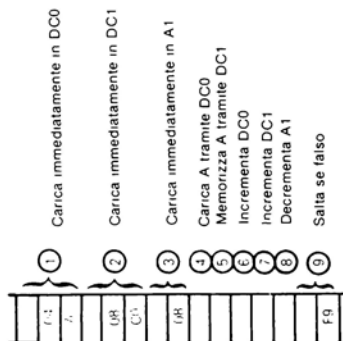 ① Carica immediatamente in DC0
② 08 Carica immediatamente in DC1
③ 08 Carica immediatamente in A1
④ Carica A tramite DC0
⑤ Memorizza A tramite DC1
⑥ Incrementa DC0
⑦ Incrementa DC1
⑧ Decrementa A1
F9 ⑨ Salta se falso